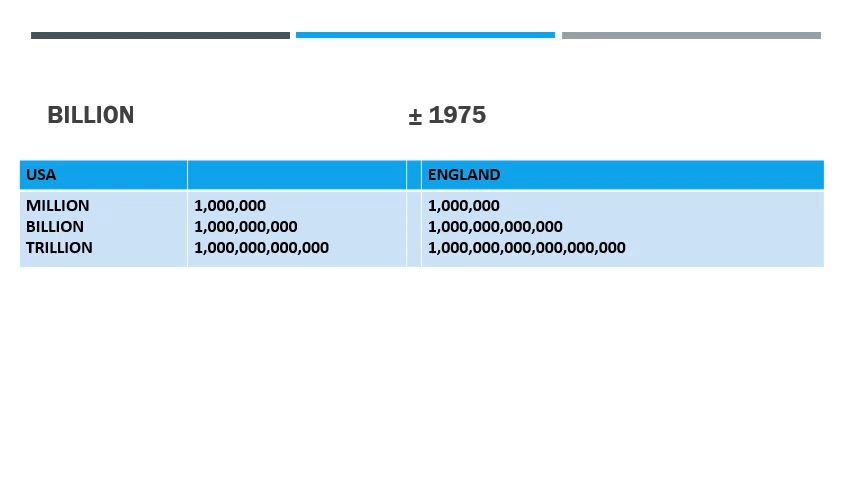 BILLION ± 1975
USA ENGLAND
MILLION 1,000,000 1,000,000
BILLION 1,000,000,000 1,000,000,000,000
TRILLION 1,000,000,000,000 1,000,000,000,000,000,000